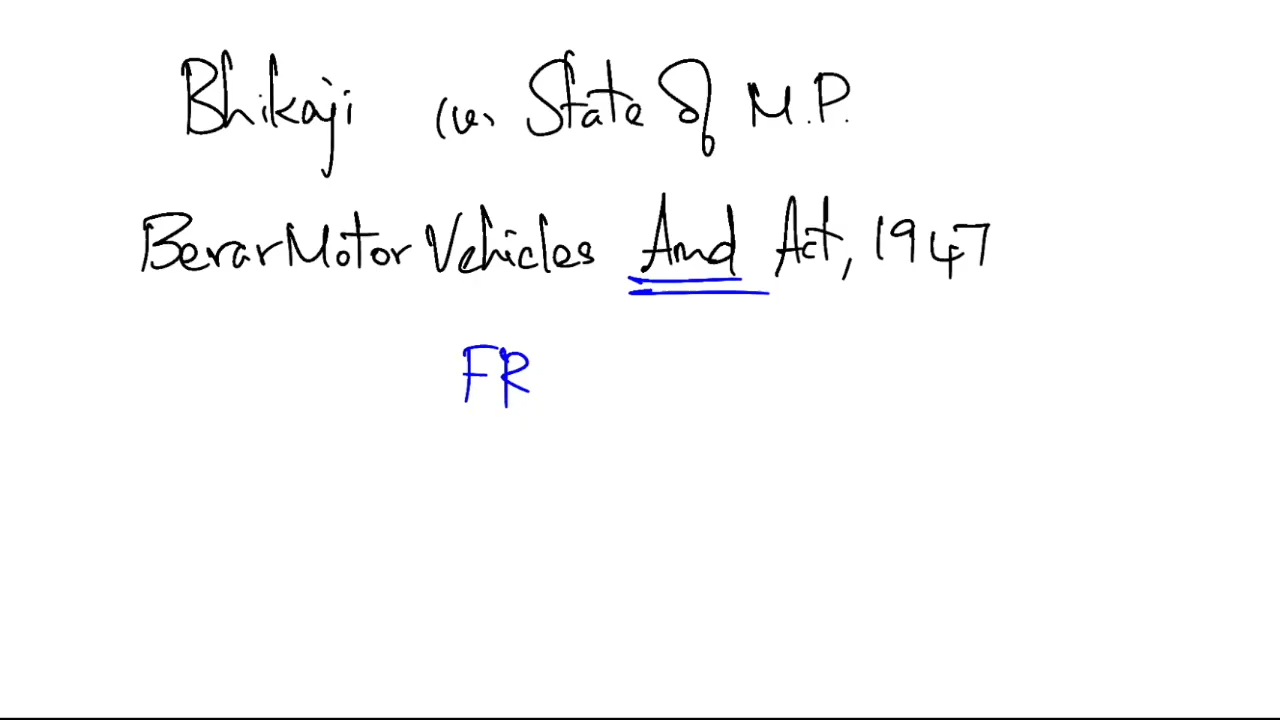 Bhikaji vs. State of M.P.
Berar Motor Vehicles Amd Act, 1947
FR